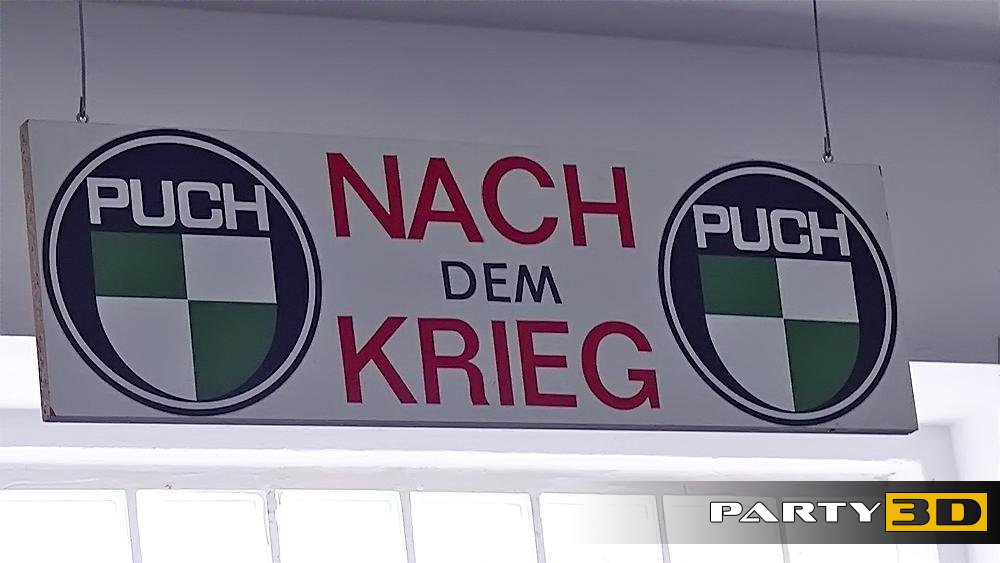 PUCH
NACH
DEM
KRIEG
PUCH
PARTY 3D